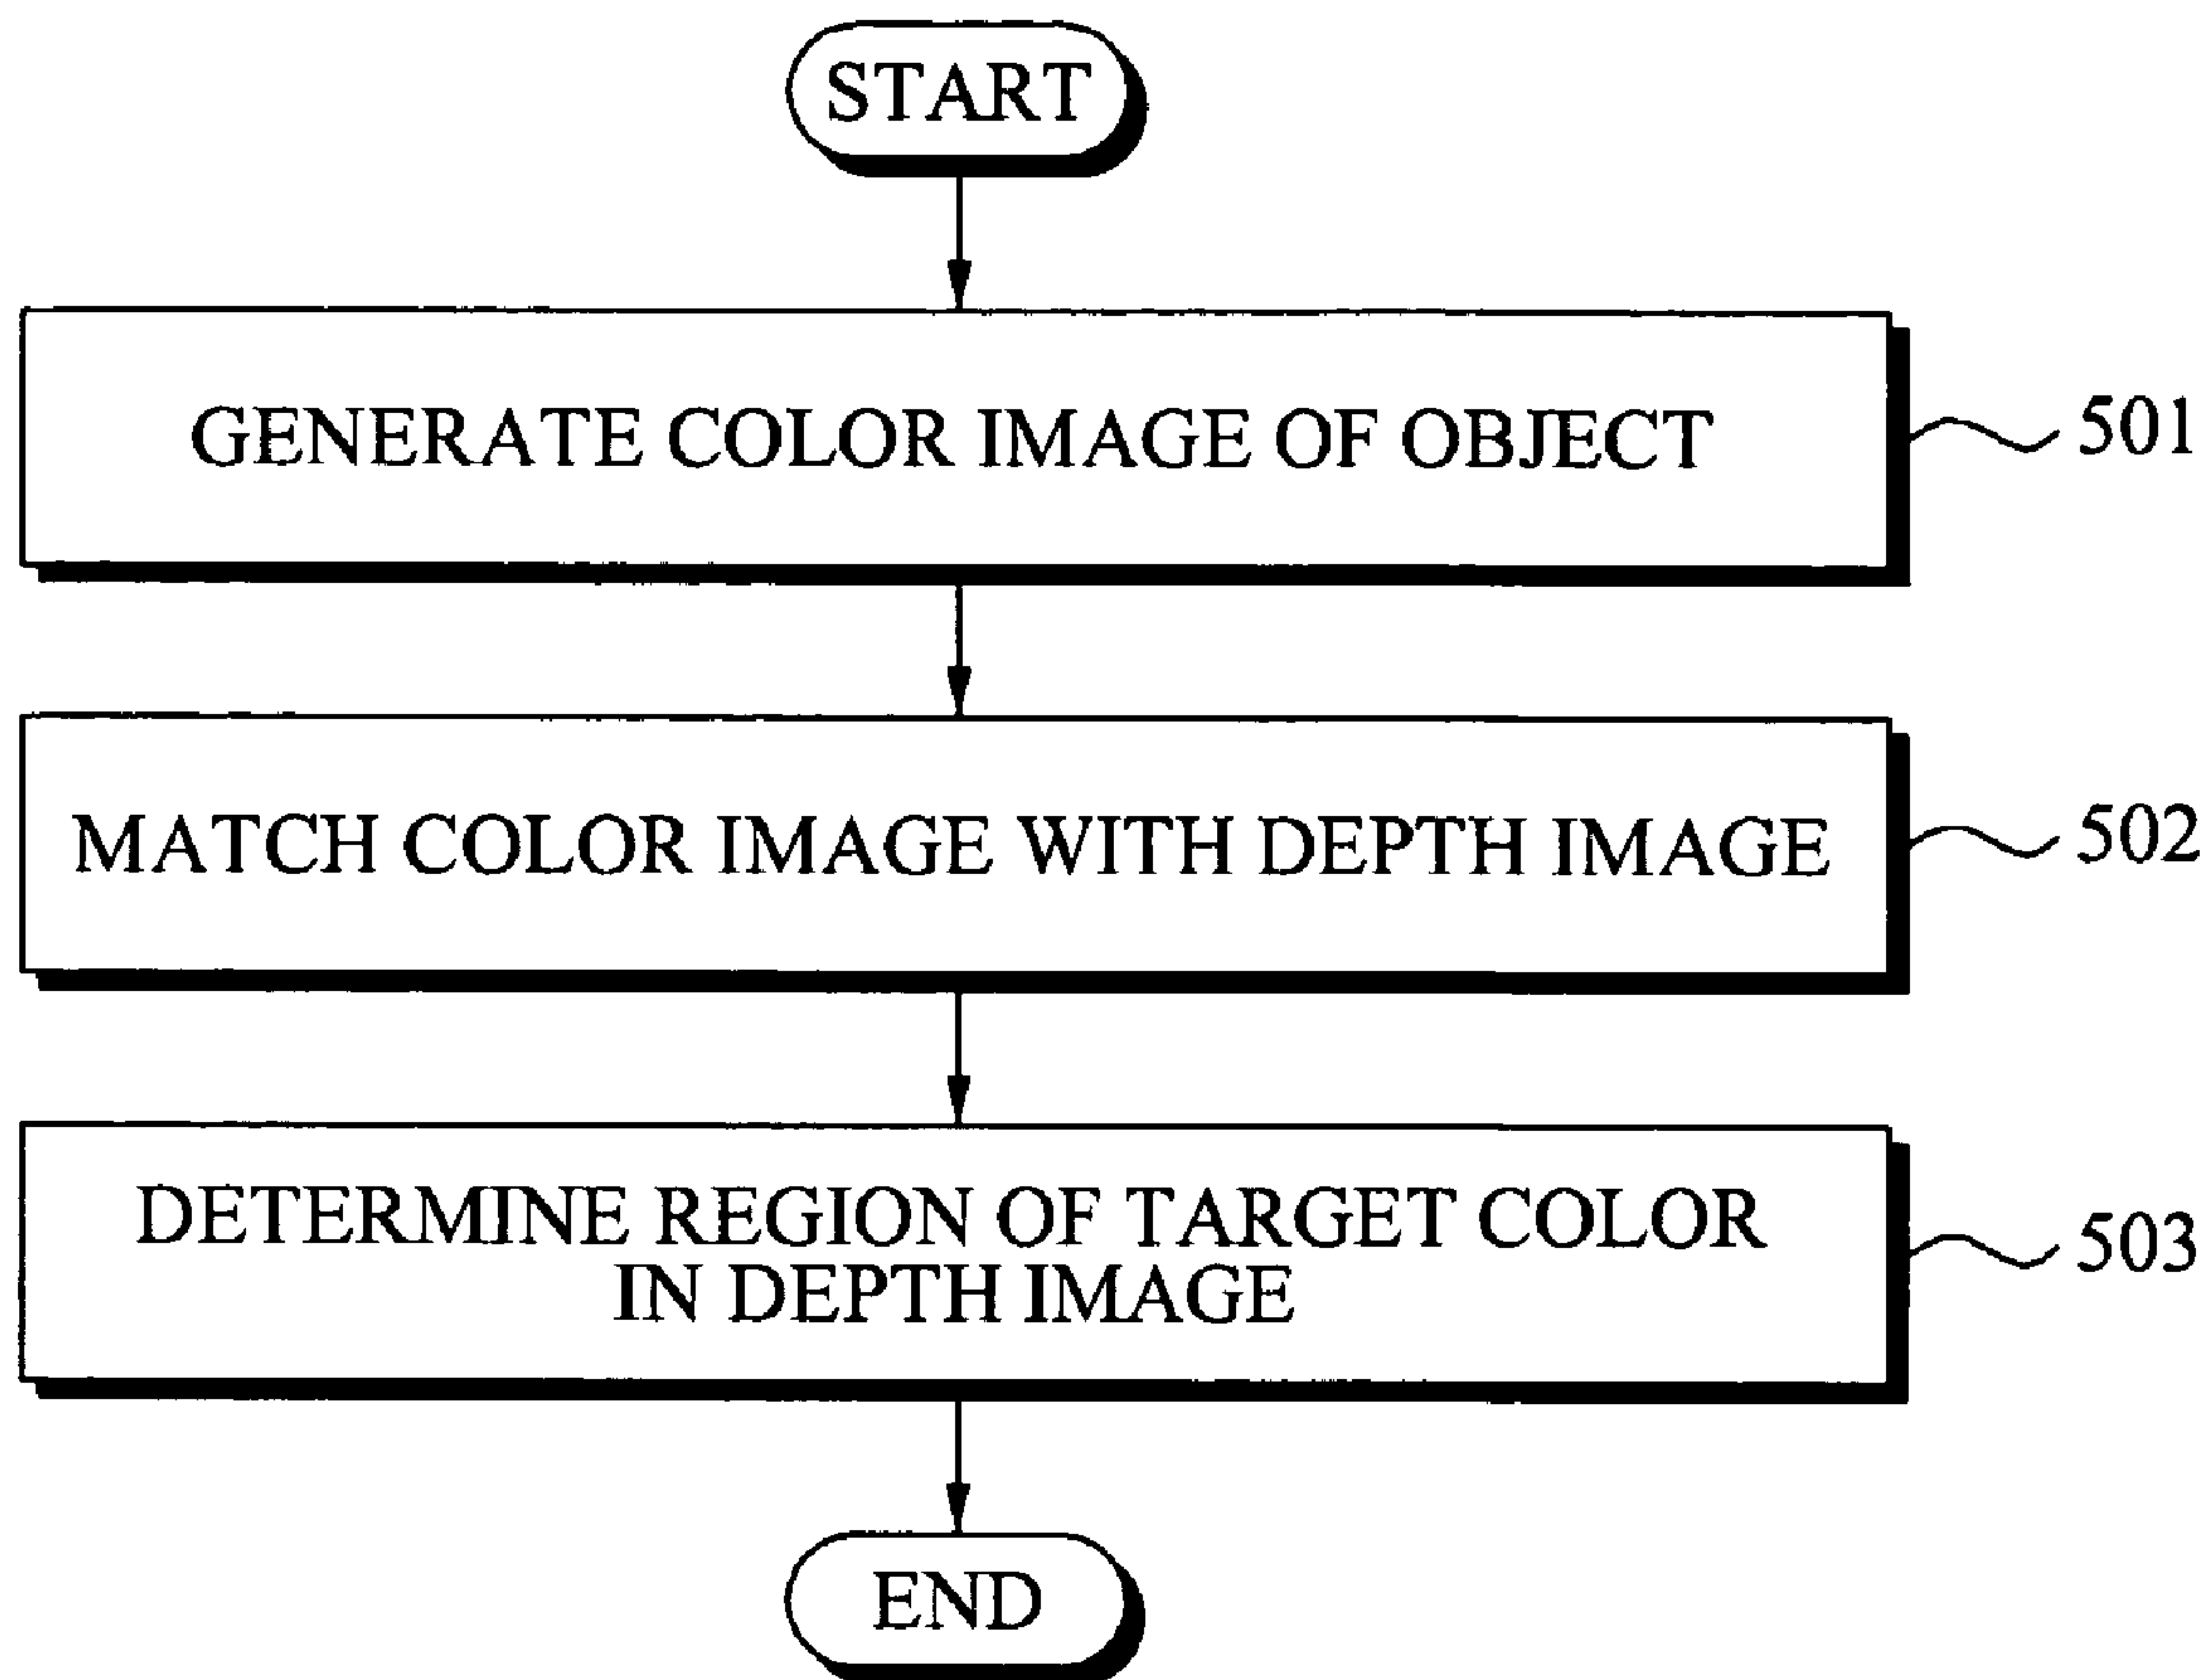 START
GENERATE COLOR IMAGE OF OBJECT
501
MATCH COLOR IMAGE WITH DEPTH IMAGE
502
DETERMINE REGION OF TARGET COLOR
IN DEPTH IMAGE
503
END